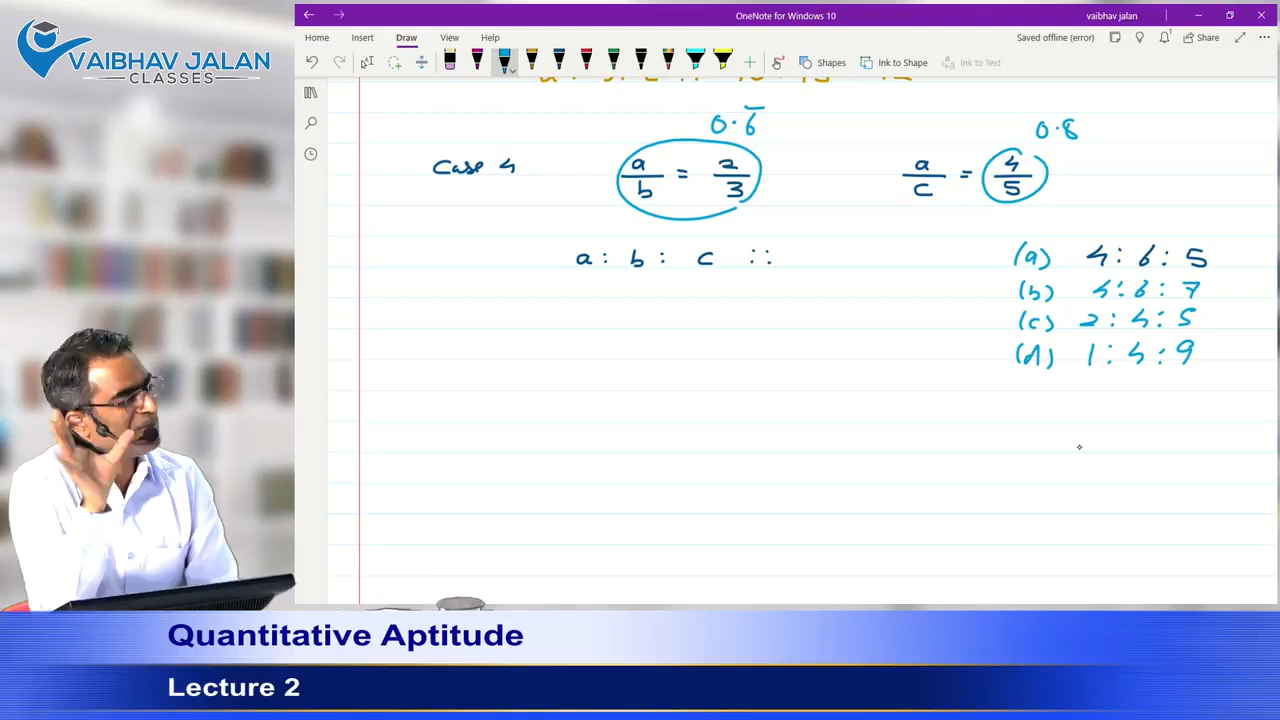 VAIBHAV JALAN
CLASSES
OneNote for Windows 10
vaibhav jalan
Home Insert Draw View Help
Saved offline (error)
Share
Shapes
Ink to Shape
Ink to Text
0.6̅
0.8
Case 4
a/b = 2/3
a/c = 4/5
a : b : c ::
(a) 4 : 6 : 5
(b) 4 : 6 : 7
(c) 2 : 4 : 5
(d) 1 : 4 : 9
Quantitative Aptitude
Lecture 2